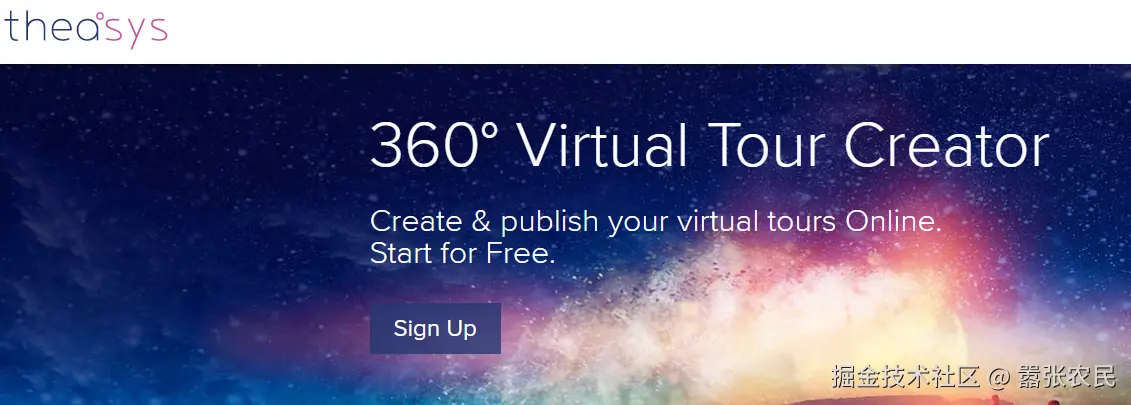 theasys
360° Virtual Tour Creator
Create & publish your virtual tours Online.
Start for Free.
Sign Up
掘金技术社区 @ 嚣张农民